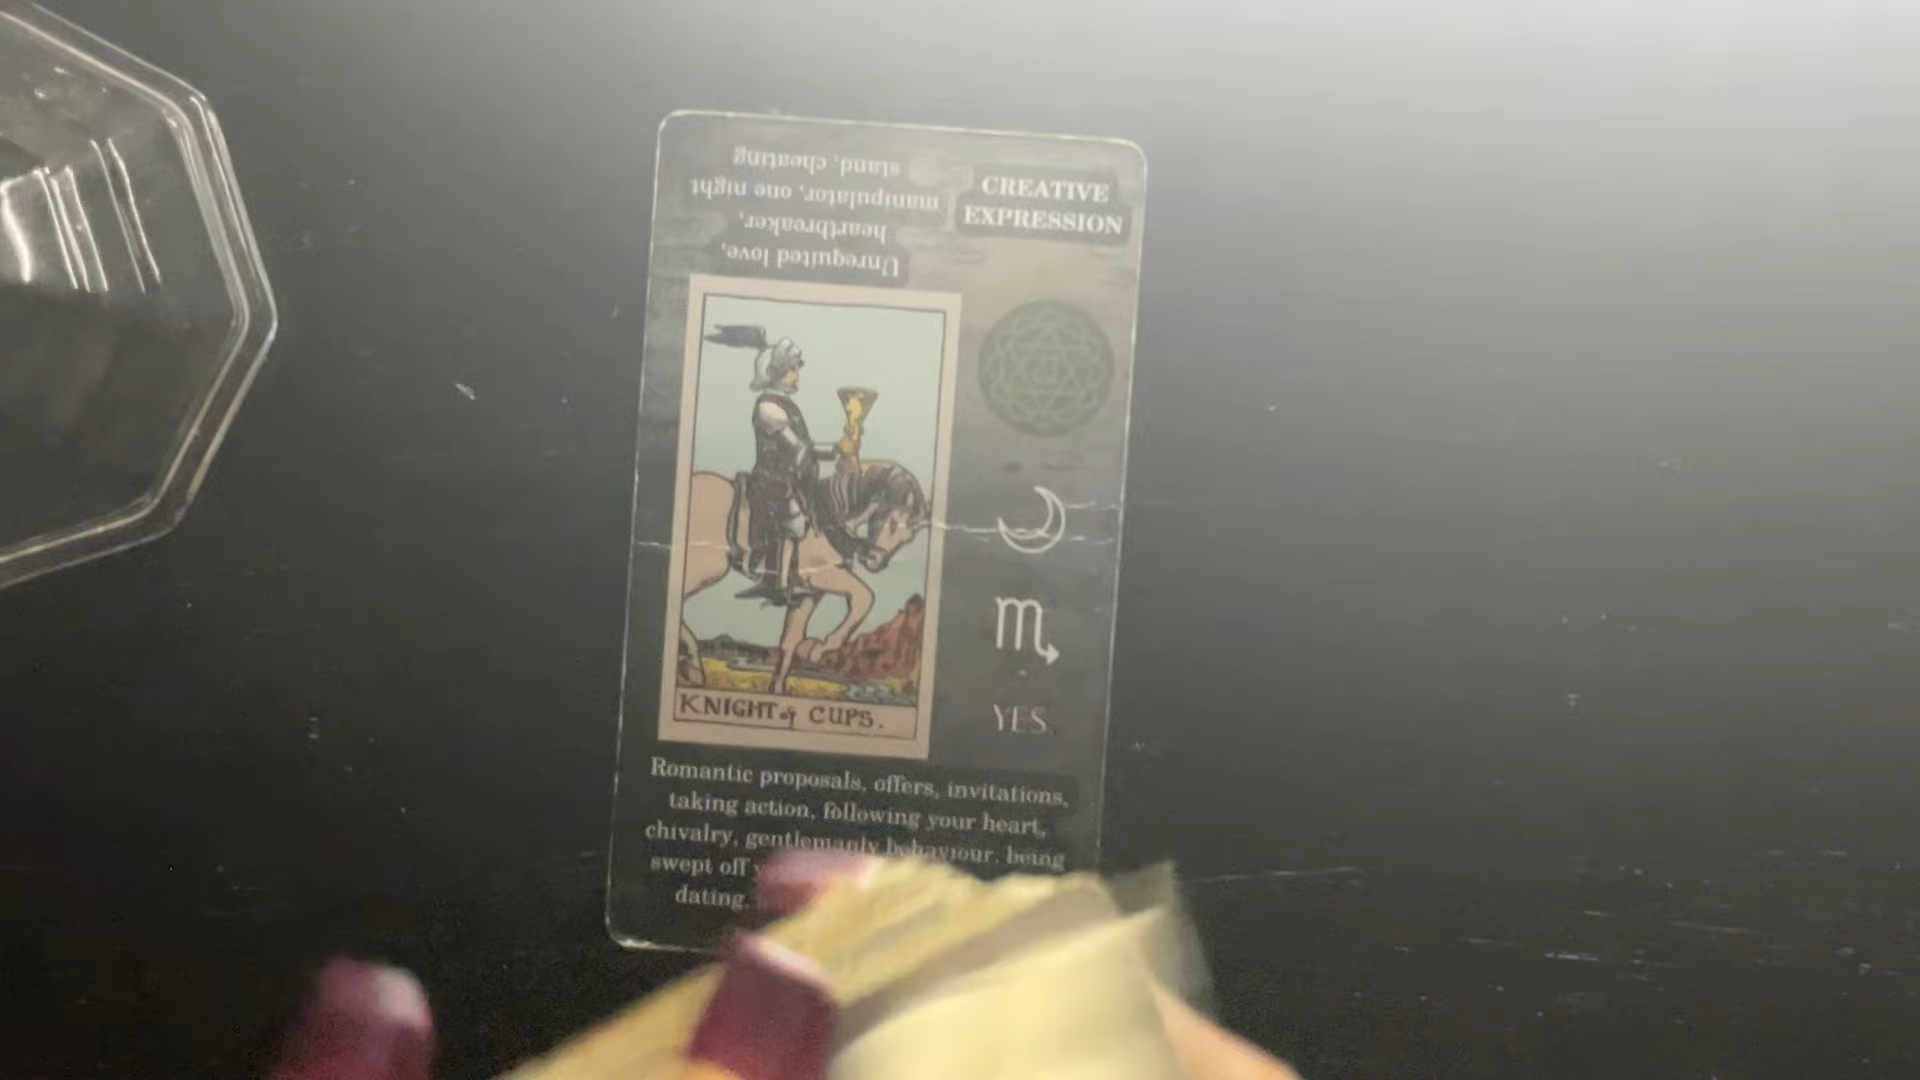 stand, cheating
manipulator, one night
heartbreaker,
Unrequited love,
CREATIVE
EXPRESSION
KNIGHT of CUPS.
YES.
Romantic proposals, offers, invitations,
taking action, following your heart,
chivalry, gentlemanly behaviour, being
swept off
dating,